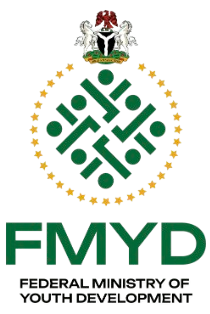 FMYD
FEDERAL MINISTRY OF
YOUTH DEVELOPMENT